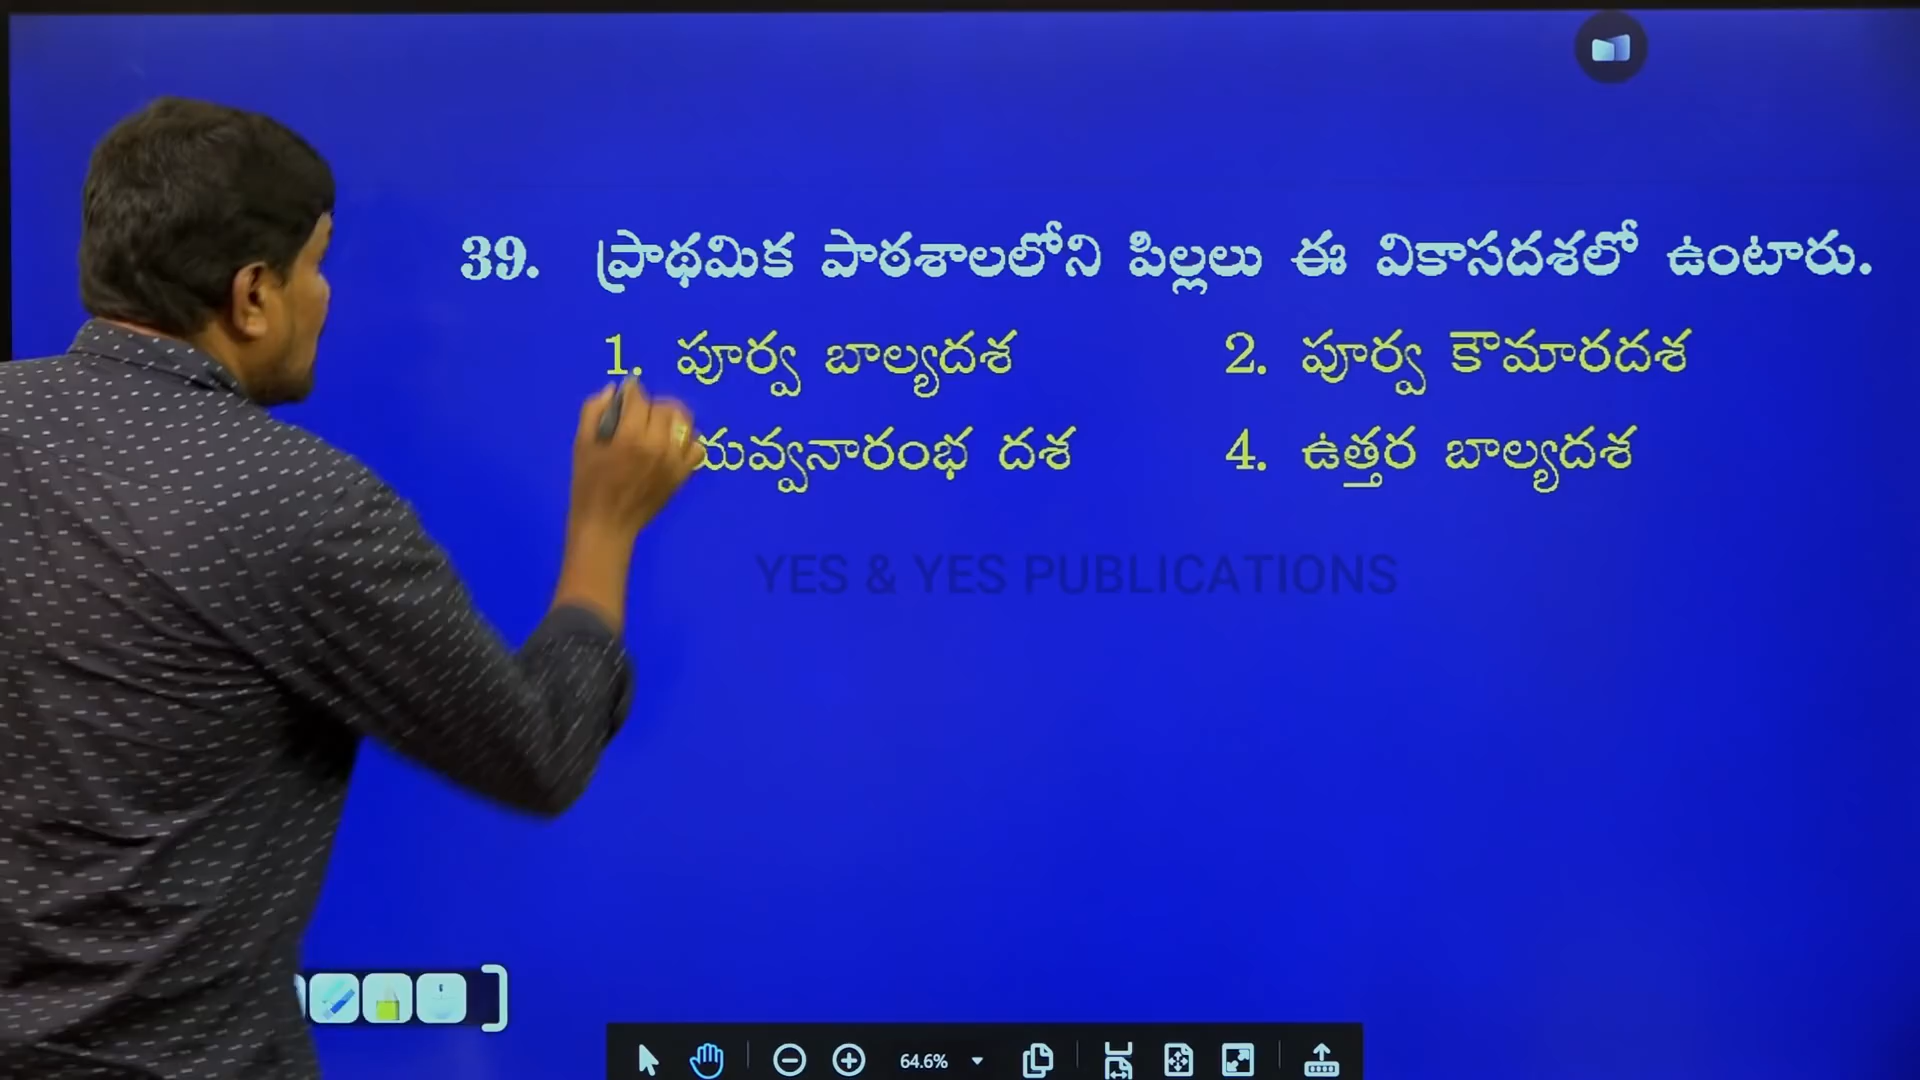 39. ప్రాథమిక పాఠశాలలోని పిల్లలు ఈ వికాసదశలో ఉంటారు.
1. పూర్వ బాల్యదశ 2. పూర్వ కౌమారదశ
యవ్వనారంభ దశ 4. ఉత్తర బాల్యదశ
YES & YES PUBLICATIONS
64.6%